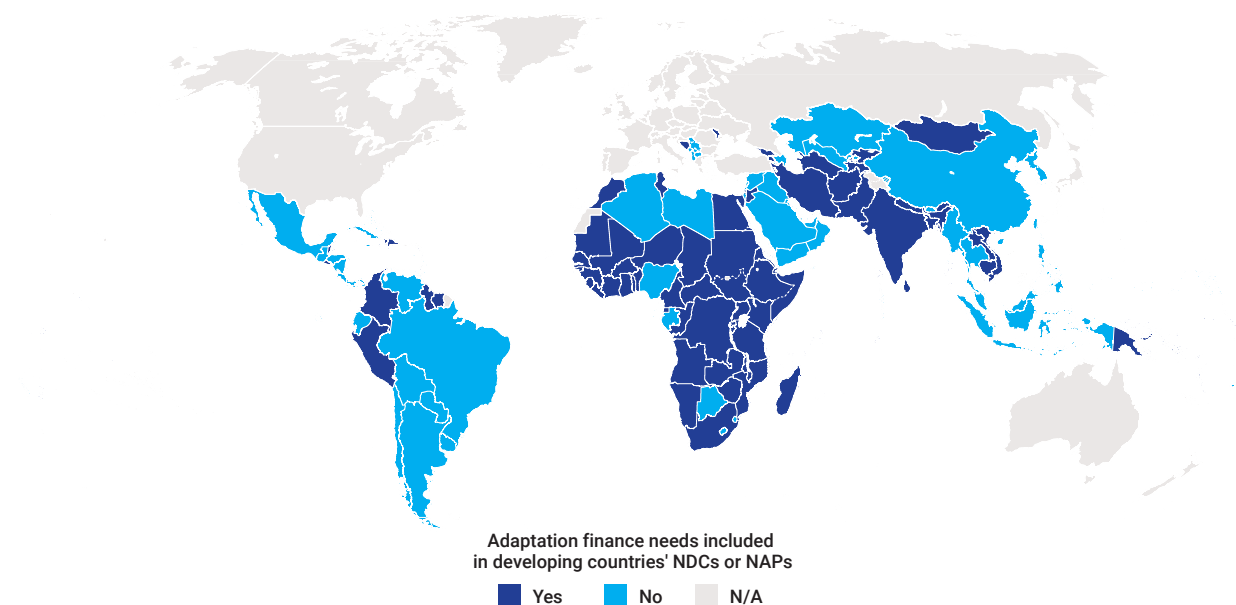 Adaptation finance needs included
in developing countries' NDCs or NAPs
Yes No N/A